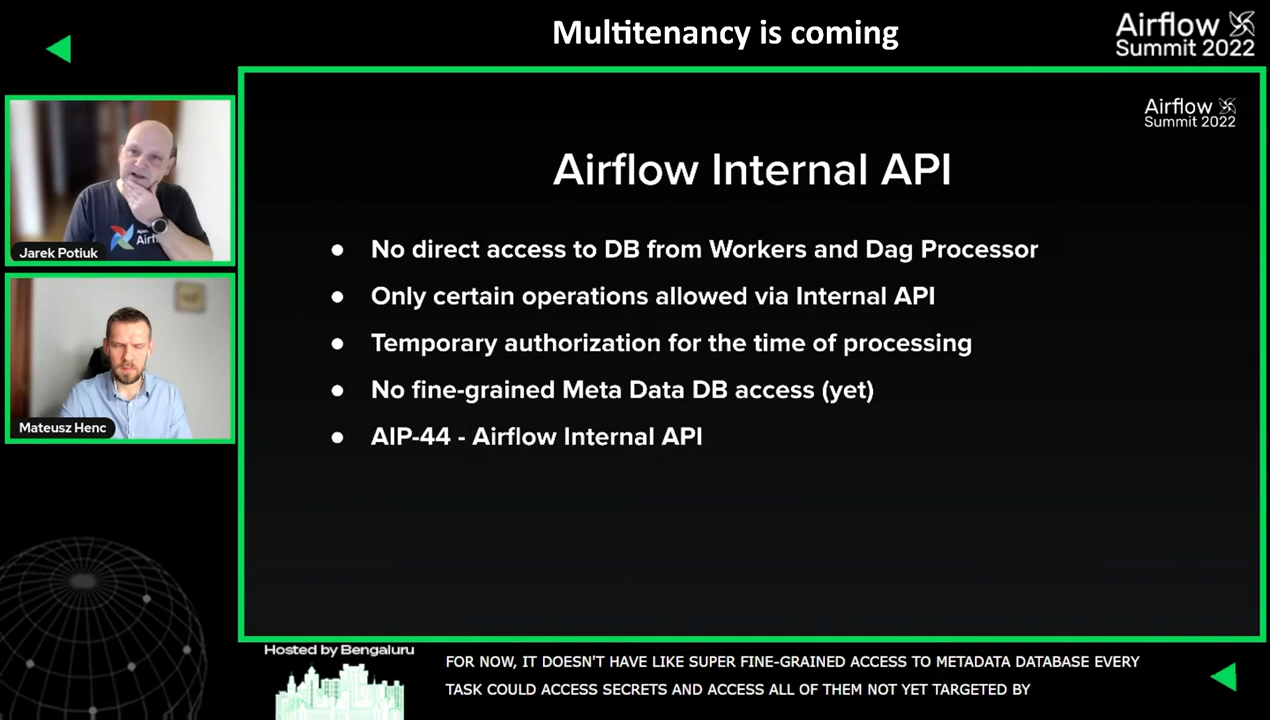 Multitenancy is coming
Airflow
Summit 2022
Airflow
Summit 2022
Airflow Internal API
● No direct access to DB from Workers and Dag Processor
● Only certain operations allowed via Internal API
● Temporary authorization for the time of processing
● No fine-grained Meta Data DB access (yet)
● AIP-44 - Airflow Internal API
Jarek Potiuk
Mateusz Henc
Hosted by Bengaluru
FOR NOW, IT DOESN'T HAVE LIKE SUPER FINE-GRAINED ACCESS TO METADATA DATABASE EVERY
TASK COULD ACCESS SECRETS AND ACCESS ALL OF THEM NOT YET TARGETED BY